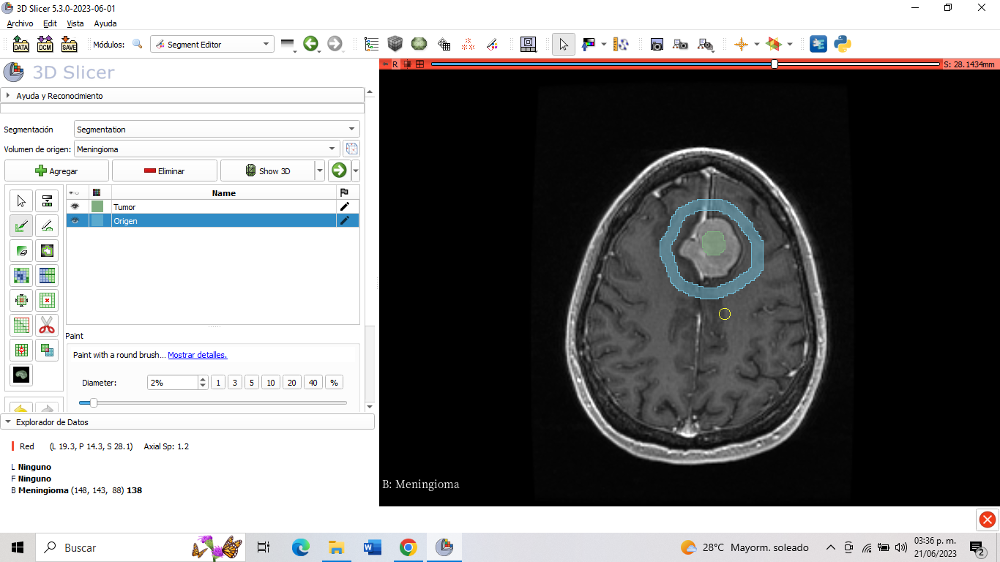 3D Slicer 5.3.0-2023-06-01
Archivo Edit Vista Ayuda
DATA DCM SAVE Módulos: Segment Editor
3D Slicer
R S: 28.1434mm
Ayuda y Reconocimiento
Segmentación Segmentation
Volumen de origen: Meningioma
Agregar Eliminar Show 3D
Name
Tumor
Origen
Paint
Paint with a round brush... Mostrar detalles.
Diameter: 2% 1 3 5 10 20 40 %
Explorador de Datos
Red (L 19.3, P 14.3, S 28.1) Axial Sp: 1.2
L Ninguno
F Ninguno
B Meningioma (148, 143, 88) 138
B: Meningioma
Buscar
28°C Mayorm. soleado
03:36 p. m.
21/06/2023
2